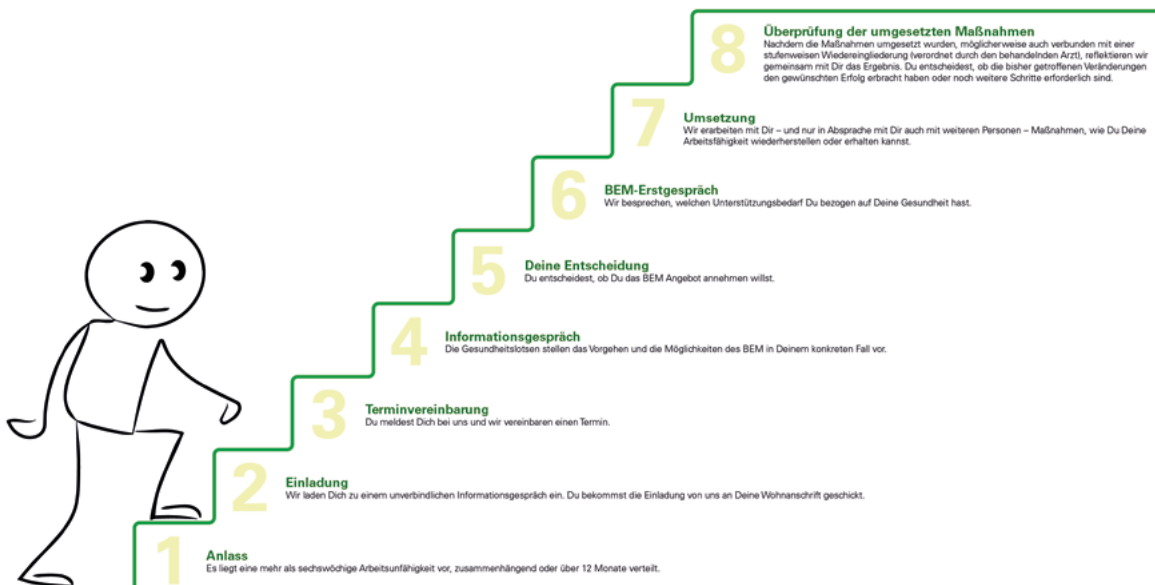 8
Überprüfung der umgesetzten Maßnahmen
Nachdem die Maßnahmen umgesetzt wurden, möglicherweise auch verbunden mit einer
stufenweisen Wiedereingliederung (verordnet durch den behandelnden Arzt), reflektieren wir
gemeinsam mit Dir das Ergebnis. Du entscheidest, ob die bisher getroffenen Veränderungen
den gewünschten Erfolg erbracht haben oder noch weitere Schritte erforderlich sind.
7
Umsetzung
Wir erarbeiten mit Dir – und nur in Absprache mit Dir auch mit weiteren Personen – Maßnahmen, wie Du Deine
Arbeitsfähigkeit wiederherstellen oder erhalten kannst.
6
BEM-Erstgespräch
Wir besprechen, welchen Unterstützungsbedarf Du bezogen auf Deine Gesundheit hast.
5
Deine Entscheidung
Du entscheidest, ob Du das BEM Angebot annehmen willst.
4
Informationsgespräch
Die Gesundheitslotsen stellen das Vorgehen und die Möglichkeiten des BEM in Deinem konkreten Fall vor.
3
Terminvereinbarung
Du meldest Dich bei uns und wir vereinbaren einen Termin.
2
Einladung
Wir laden Dich zu einem unverbindlichen Informationsgespräch ein. Du bekommst die Einladung von uns an Deine Wohnanschrift geschickt.
1
Anlass
Es liegt eine mehr als sechswöchige Arbeitsunfähigkeit vor, zusammenhängend oder über 12 Monate verteilt.